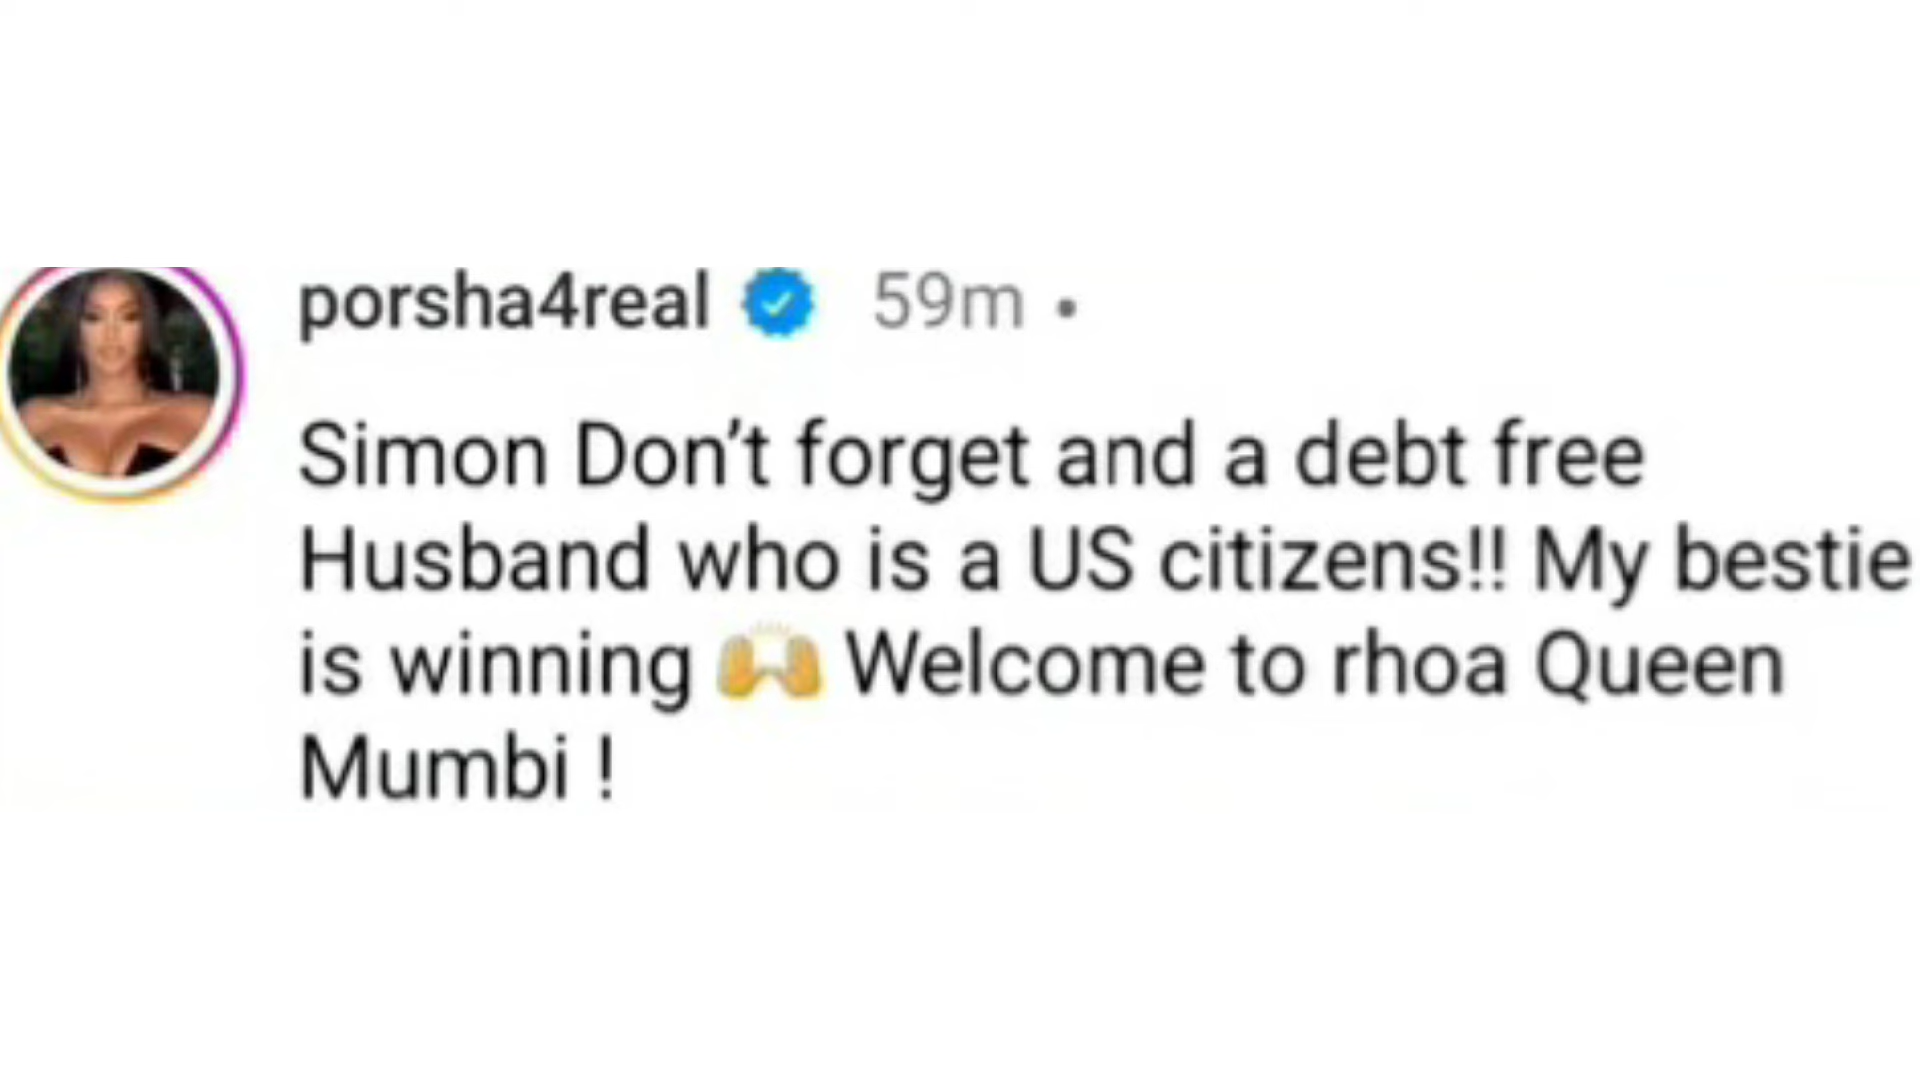 porsha4real 59m •
Simon Don’t forget and a debt free
Husband who is a US citizens!! My bestie
is winning 🙌 Welcome to rhoa Queen
Mumbi !